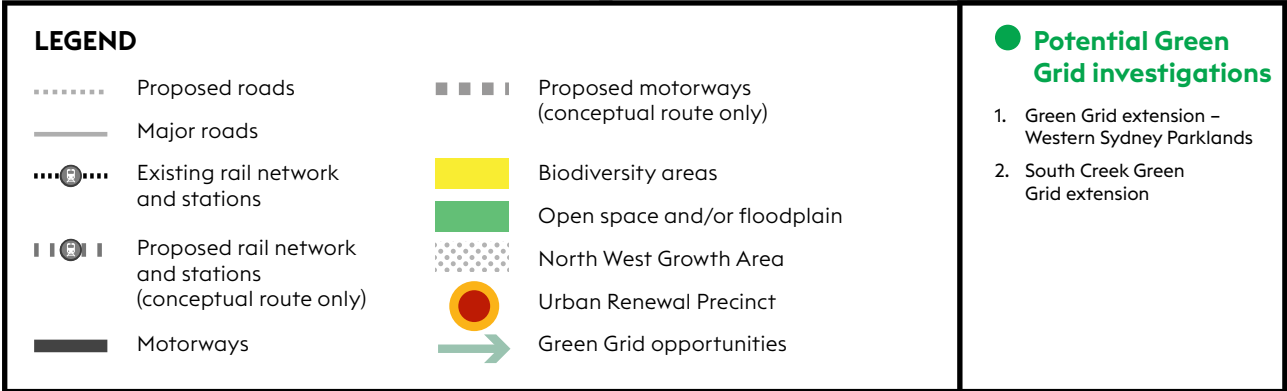 LEGEND
Proposed roads
Major roads
Existing rail network
and stations
Proposed rail network
and stations
(conceptual route only)
Motorways
Proposed motorways
(conceptual route only)
Biodiversity areas
Open space and/or floodplain
North West Growth Area
Urban Renewal Precinct
Green Grid opportunities
Potential Green
Grid investigations
1. Green Grid extension –
Western Sydney Parklands
2. South Creek Green
Grid extension